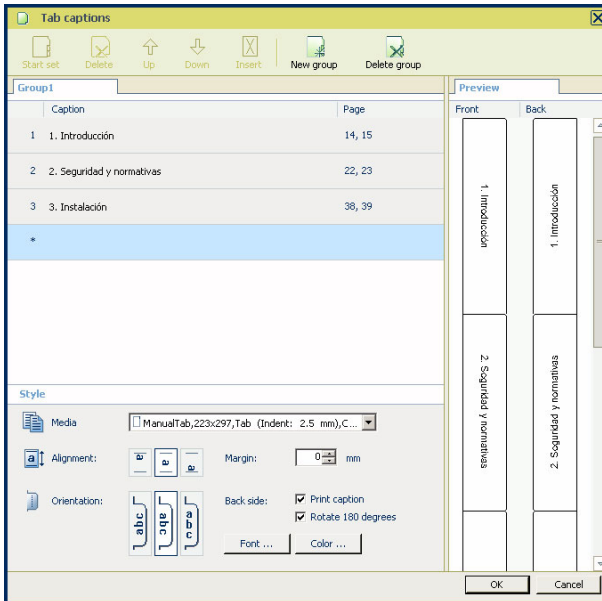 Tab captions
Start set
Delete
Up
Down
Insert
New group
Delete group
Group1
Caption Page
1 1. Introducción 14, 15
2 2. Seguridad y normativas 22, 23
3 3. Instalación 38, 39
*
Preview
Front Back
1. Introducción
1. Introducción
2. Seguridad y normativas
2. Seguridad y normativas
Style
Media ManualTab,223x297,Tab (Indent: 2.5 mm),C...
Alignment: a a a Margin: 0 mm
Orientation: abc abc abc Back side: Print caption
Rotate 180 degrees
Font ... Color ...
OK Cancel